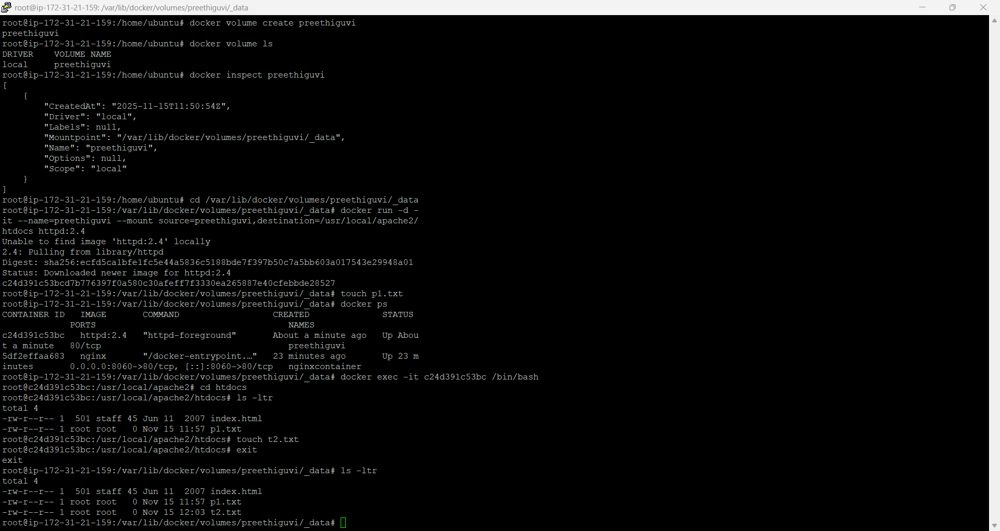 root@ip-172-31-21-159: /var/lib/docker/volumes/preethiguvi/_data
root@ip-172-31-21-159:/home/ubuntu# docker volume create preethiguvi
preethiguvi
root@ip-172-31-21-159:/home/ubuntu# docker volume ls
DRIVER    VOLUME NAME
local     preethiguvi
root@ip-172-31-21-159:/home/ubuntu# docker inspect preethiguvi
[
    {
        "CreatedAt": "2025-11-15T11:50:54Z",
        "Driver": "local",
        "Labels": null,
        "Mountpoint": "/var/lib/docker/volumes/preethiguvi/_data",
        "Name": "preethiguvi",
        "Options": null,
        "Scope": "local"
    }
]
root@ip-172-31-21-159:/home/ubuntu# cd /var/lib/docker/volumes/preethiguvi/_data
root@ip-172-31-21-159:/var/lib/docker/volumes/preethiguvi/_data# docker run -d -
it --name=preethiguvi --mount source=preethiguvi,destination=/usr/local/apache2/
htdocs httpd:2.4
Unable to find image 'httpd:2.4' locally
2.4: Pulling from library/httpd
Digest: sha256:ecfd5ca1bfe1fc5e44a5836c5188bde7f397b50c7a5bb603a017543e29948a01
Status: Downloaded newer image for httpd:2.4
c24d391c53bcd7b776397f0a580c30afeff7f3330ea265887e40cfebbde28527
root@ip-172-31-21-159:/var/lib/docker/volumes/preethiguvi/_data# touch p1.txt
root@ip-172-31-21-159:/var/lib/docker/volumes/preethiguvi/_data# docker ps
CONTAINER ID   IMAGE       COMMAND                  CREATED              STATUS
             PORTS                                     NAMES
c24d391c53bc   httpd:2.4   "httpd-foreground"       About a minute ago   Up Abou
t a minute   80/tcp                                    preethiguvi
5df2effaa683   nginx       "/docker-entrypoint.…"   23 minutes ago       Up 23 m
inutes       0.0.0.0:8060->80/tcp, [::]:8060->80/tcp   nginxcontainer
root@ip-172-31-21-159:/var/lib/docker/volumes/preethiguvi/_data# docker exec -it c24d391c53bc /bin/bash
root@c24d391c53bc:/usr/local/apache2# cd htdocs
root@c24d391c53bc:/usr/local/apache2/htdocs# ls -ltr
total 4
-rw-r--r-- 1  501 staff 45 Jun 11  2007 index.html
-rw-r--r-- 1 root root   0 Nov 15 11:57 p1.txt
root@c24d391c53bc:/usr/local/apache2/htdocs# touch t2.txt
root@c24d391c53bc:/usr/local/apache2/htdocs# exit
exit
root@ip-172-31-21-159:/var/lib/docker/volumes/preethiguvi/_data# ls -ltr
total 4
-rw-r--r-- 1  501 staff 45 Jun 11  2007 index.html
-rw-r--r-- 1 root root   0 Nov 15 11:57 p1.txt
-rw-r--r-- 1 root root   0 Nov 15 12:03 t2.txt
root@ip-172-31-21-159:/var/lib/docker/volumes/preethiguvi/_data#